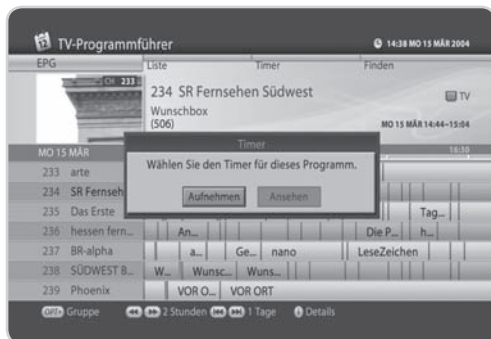 TV-Programmführer
14:38 MO 15 MÄR 2004
EPG Liste Timer Finden
CH 233
234 SR Fernsehen Südwest
TV
Wunschbox
(506)
MO 15 MÄR 14:44~15:04
Timer
Wählen Sie den Timer für dieses Programm.
Aufnehmen Ansehen
MO 15 MÄR 16:30
233 arte
234 SR Fernseh
235 Das Erste Tag...
236 hessen fern... An... Die P... h...
237 BR-alpha a... Ge... nano LeseZeichen
238 SÜDWEST B... W... Wunsc... Wuns...
239 Phoenix VOR O... VOR ORT
OPT+ Gruppe 2 Stunden 1 Tage Details